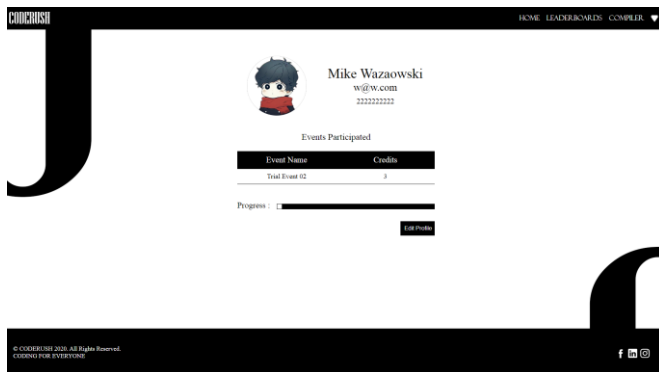 CODERUSH
HOME LEADERBOARDS COMPILER
Mike Wazaowski
w@w.com
2222222222
Events Participated
Event Name Credits
Trial Event 02 3
Progress :
Edit Profile
© CODERUSH 2020. All Rights Reserved.
CODING FOR EVERYONE